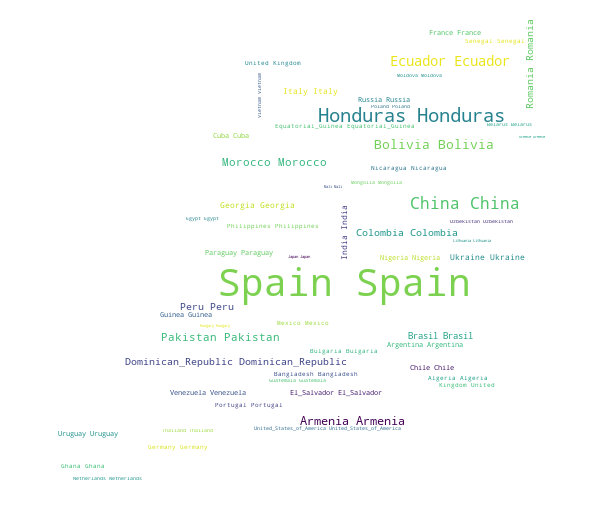 France France
Senegal Senegal
Romania Romania
Ecuador Ecuador
United Kingdom
Moldova Moldova
vietnam vietnam
Italy Italy
Russia Russia
Poland Poland
Honduras Honduras
Equatorial_Guinea Equatorial_Guinea
Belarus Belarus
Cuba Cuba
Greece Greece
Bolivia Bolivia
Morocco Morocco
Nicaragua Nicaragua
Mongolia Mongolia
Mali Mali
Georgia Georgia
China China
Egypt Egypt
Uzbekistan Uzbekistan
Philippines Philippines
India India
Colombia Colombia
Lithuania Lithuania
Paraguay Paraguay
Japan Japan
Nigeria Nigeria
Ukraine Ukraine
Spain Spain
Peru Peru
Guinea Guinea
Mexico Mexico
Pakistan Pakistan
Brasil Brasil
Argentina Argentina
Bulgaria Bulgaria
Dominican_Republic Dominican_Republic
Chile Chile
Bangladesh Bangladesh
Guatemala Guatemala
Algeria Algeria
Kingdom United
Venezuela Venezuela
El_Salvador El_Salvador
Portugal Portugal
Armenia Armenia
United_States_of_America United_States_of_America
Uruguay Uruguay
Thailand Thailand
Germany Germany
Ghana Ghana
Netherlands Netherlands